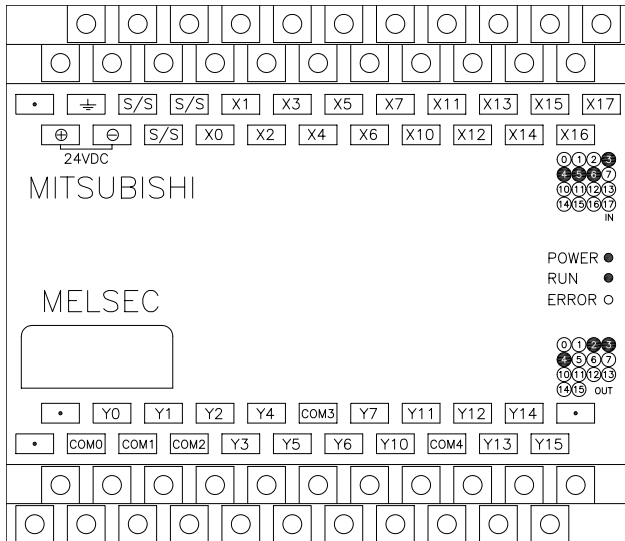 • ⏚ S/S S/S X1 X3 X5 X7 X11 X13 X15 X17
⊕ ⊖ S/S X0 X2 X4 X6 X10 X12 X14 X16
24VDC
0 1 2 3
4 5 6 7
10 11 12 13
14 15 16 17
IN
MITSUBISHI
POWER
RUN
ERROR
MELSEC
0 1 2 3
4 5 6 7
10 11 12 13
14 15 OUT
• Y0 Y1 Y2 Y4 COM3 Y7 Y11 Y12 Y14 •
• COM0 COM1 COM2 Y3 Y5 Y6 Y10 COM4 Y13 Y15